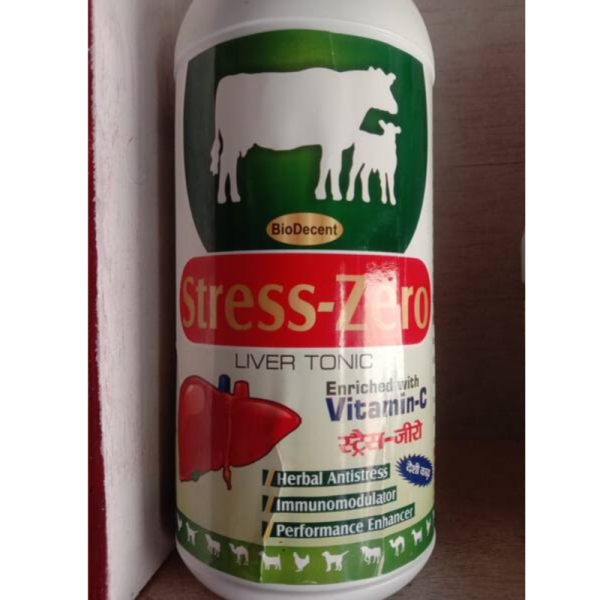 BioDecent
Stress-Zero
LIVER TONIC
Enriched with
Vitamin-C
स्ट्रैस-जीरो
Herbal Antistress
Immunomodulator
Performance Enhancer